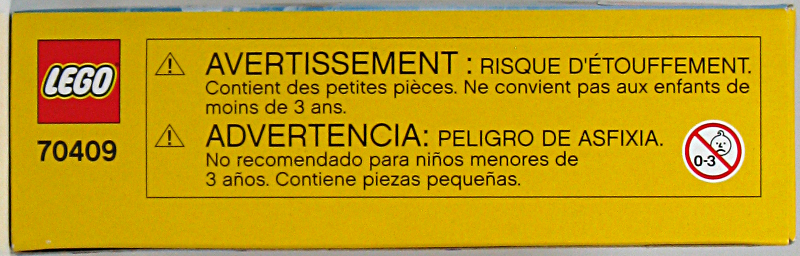 LEGO
70409
⚠ AVERTISSEMENT : RISQUE D'ÉTOUFFEMENT.
Contient des petites pièces. Ne convient pas aux enfants de
moins de 3 ans.
⚠ ADVERTENCIA: PELIGRO DE ASFIXIA.
No recomendado para niños menores de
3 años. Contiene piezas pequeñas.
0-3